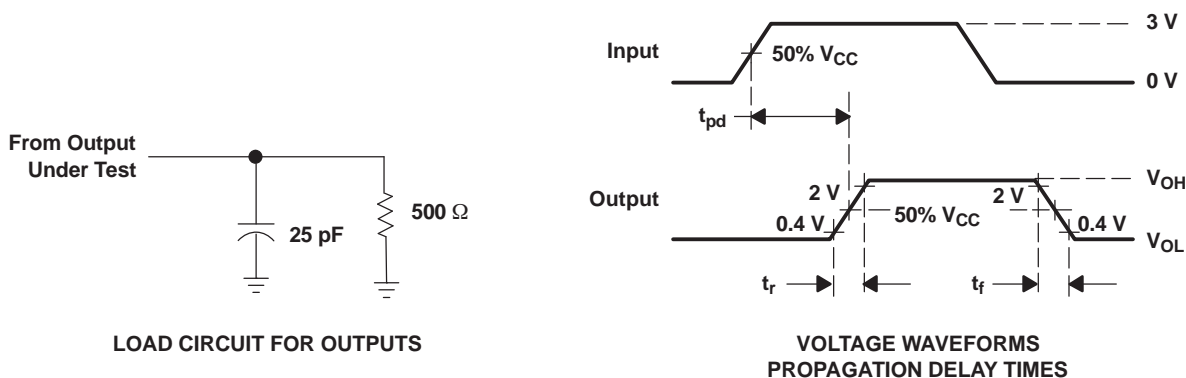 From Output
Under Test
25 pF
500 Ω
LOAD CIRCUIT FOR OUTPUTS
Input
50% VCC
3 V
0 V
tpd
Output
2 V
0.4 V
50% VCC
2 V
0.4 V
VOH
VOL
tr
tf
VOLTAGE WAVEFORMS
PROPAGATION DELAY TIMES